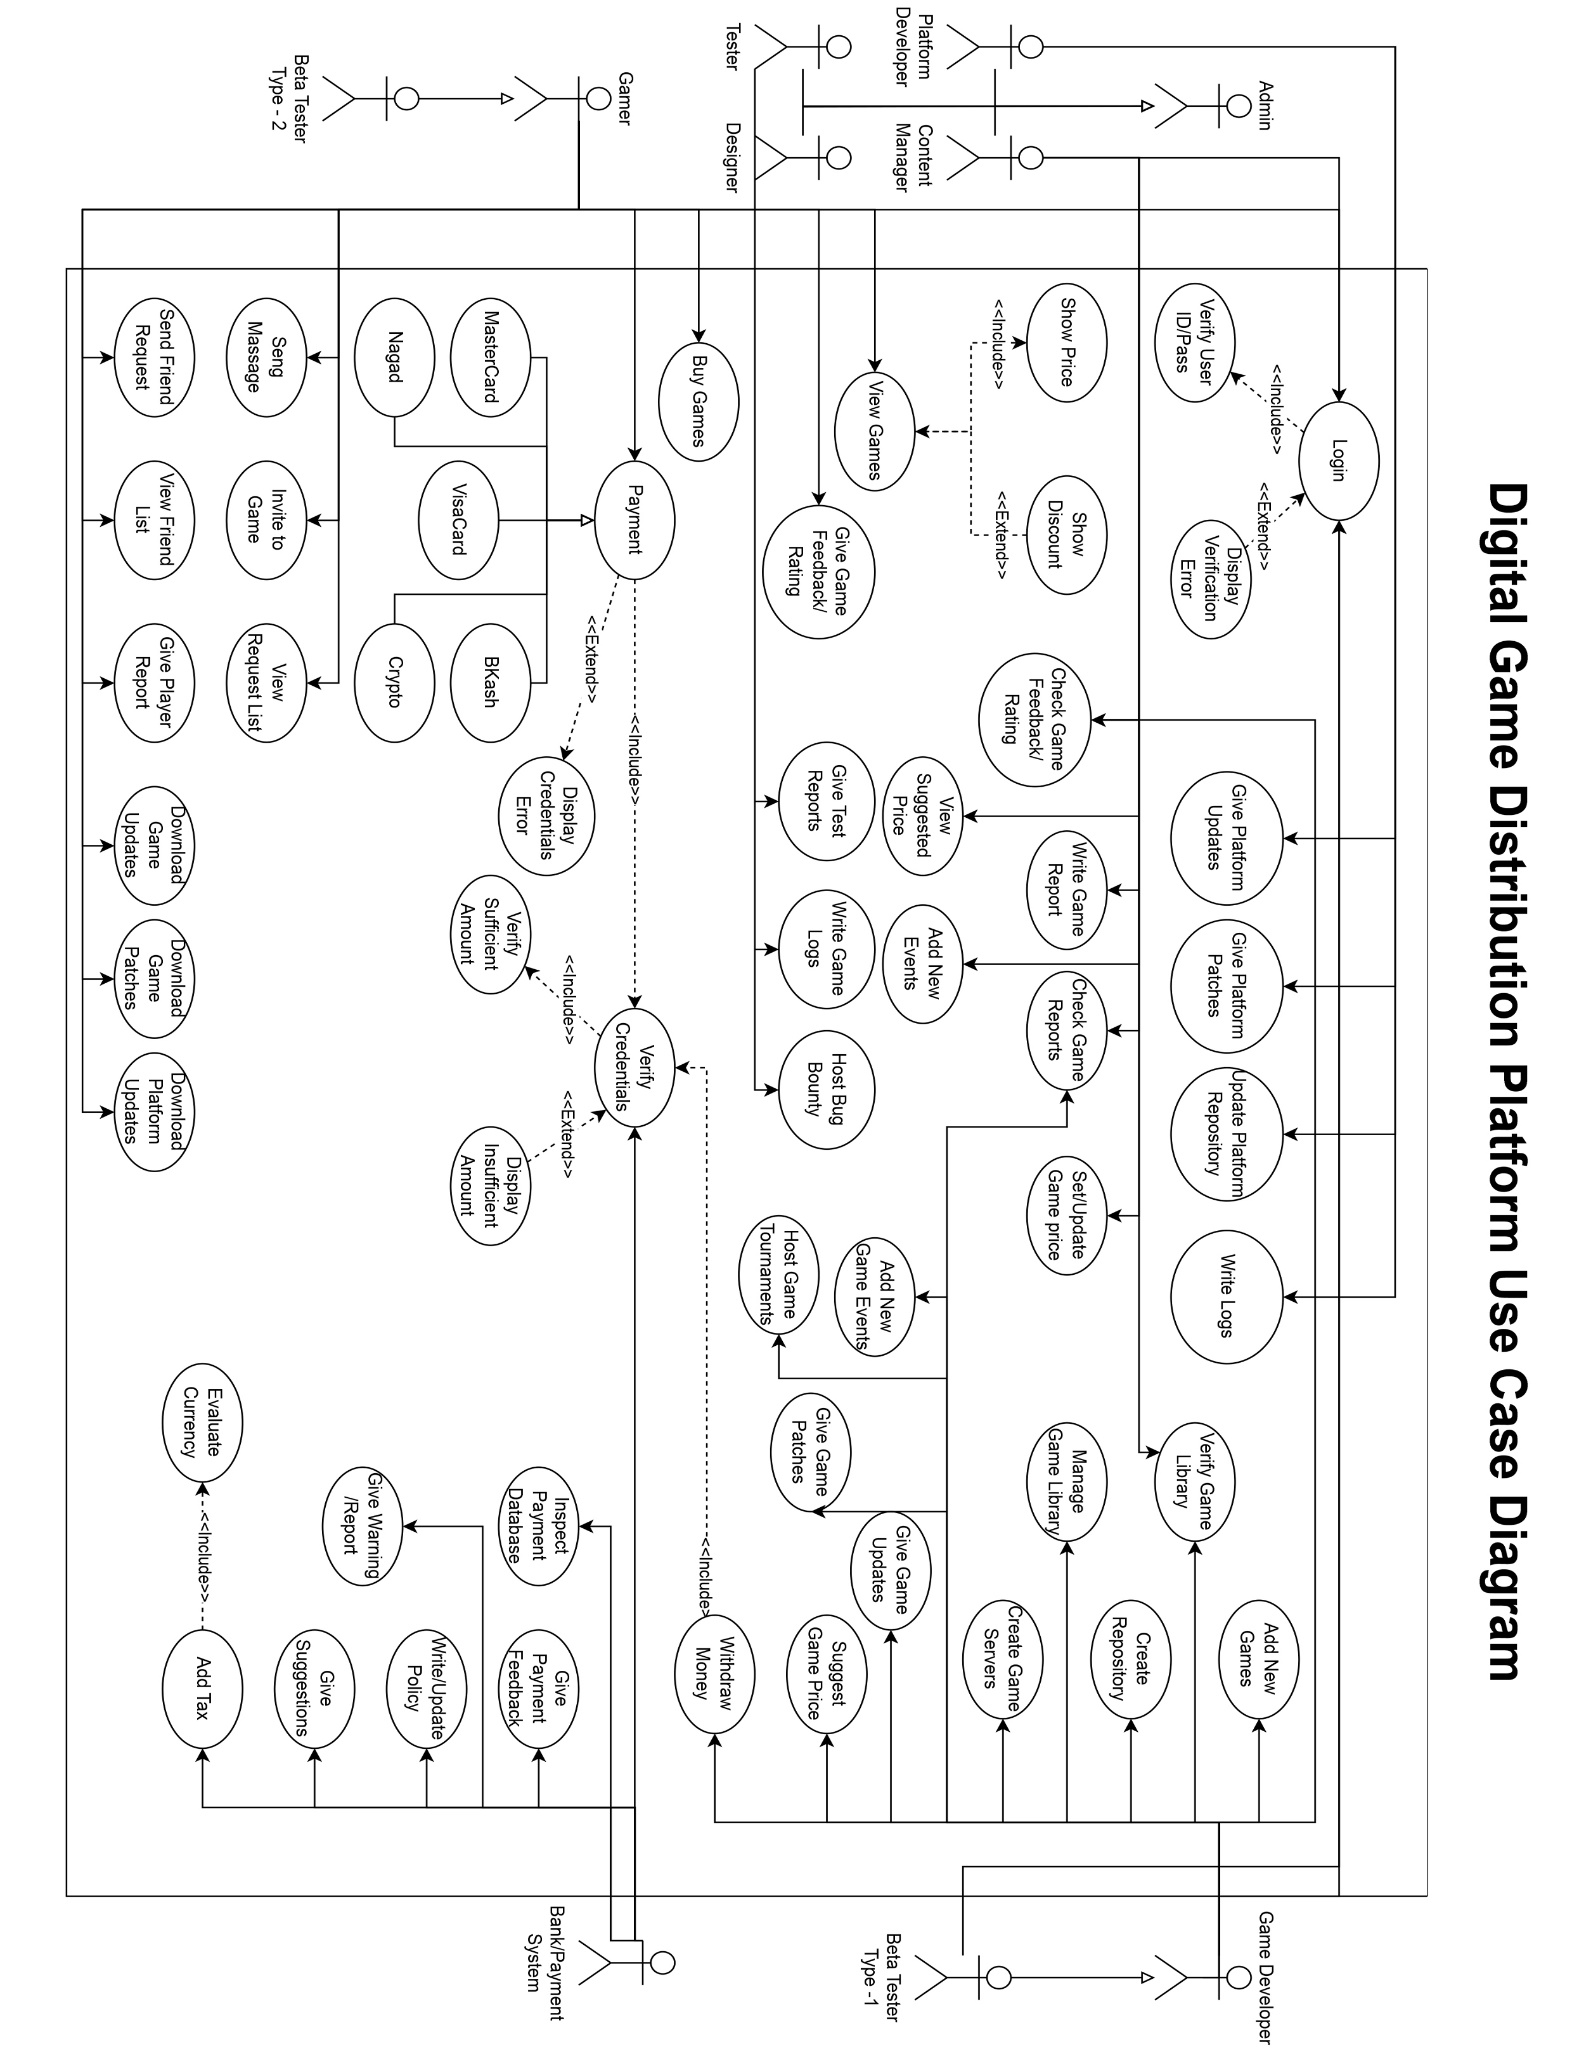 Digital Game Distribution Platform Use Case Diagram
Admin
Platform
Developer
Content
Manager
Tester
Designer
Gamer
Beta Tester
Type - 2
Login
<<Include>>
<<Extend>>
Verify User
ID/Pass
Display
Verification
Error
Give Platform
Updates
Give Platform
Patches
Update Platform
Repository
Write Logs
Verify Game
Library
Add New
Games
Show Price
Show
Discount
<<Include>>
<<Extend>>
Check Game
Feedback/
Rating
Write Game
Report
Check Game
Reports
Set/Update
Game price
Manage
Game Library
Create
Repository
Create Game
Servers
View Games
View
Suggested
Price
Add New
Events
Add New
Game Events
Give Game
Updates
Give Game
Feedback/
Rating
Give Test
Reports
Write Game
Logs
Host Bug
Bounty
Host Game
Tournaments
Give Game
Patches
Suggest
Game Price
Buy Games
<<Include>
Withdraw
Money
Payment
<<Include>>
Verify
Credentials
<<Extend>>
<<Include>>
<<Extend>>
MasterCard
VisaCard
BKash
Display
Credentials
Error
Verify
Sufficient
Amount
Display
Insufficient
Amount
Inspect
Payment
Database
Give
Payment
Feedback
Nagad
Crypto
Give Warning
/Report
Write/Update
Policy
Seng
Massage
Invite to
Game
View
Request List
Give
Suggestions
Send Friend
Request
View Friend
List
Give Player
Report
Download
Game
Updates
Download
Game
Patches
Download
Platform
Updates
Evaluate
Currency
<<Include>>
Add Tax
Game Developer
Beta Tester
Type -1
Bank/Payment
System